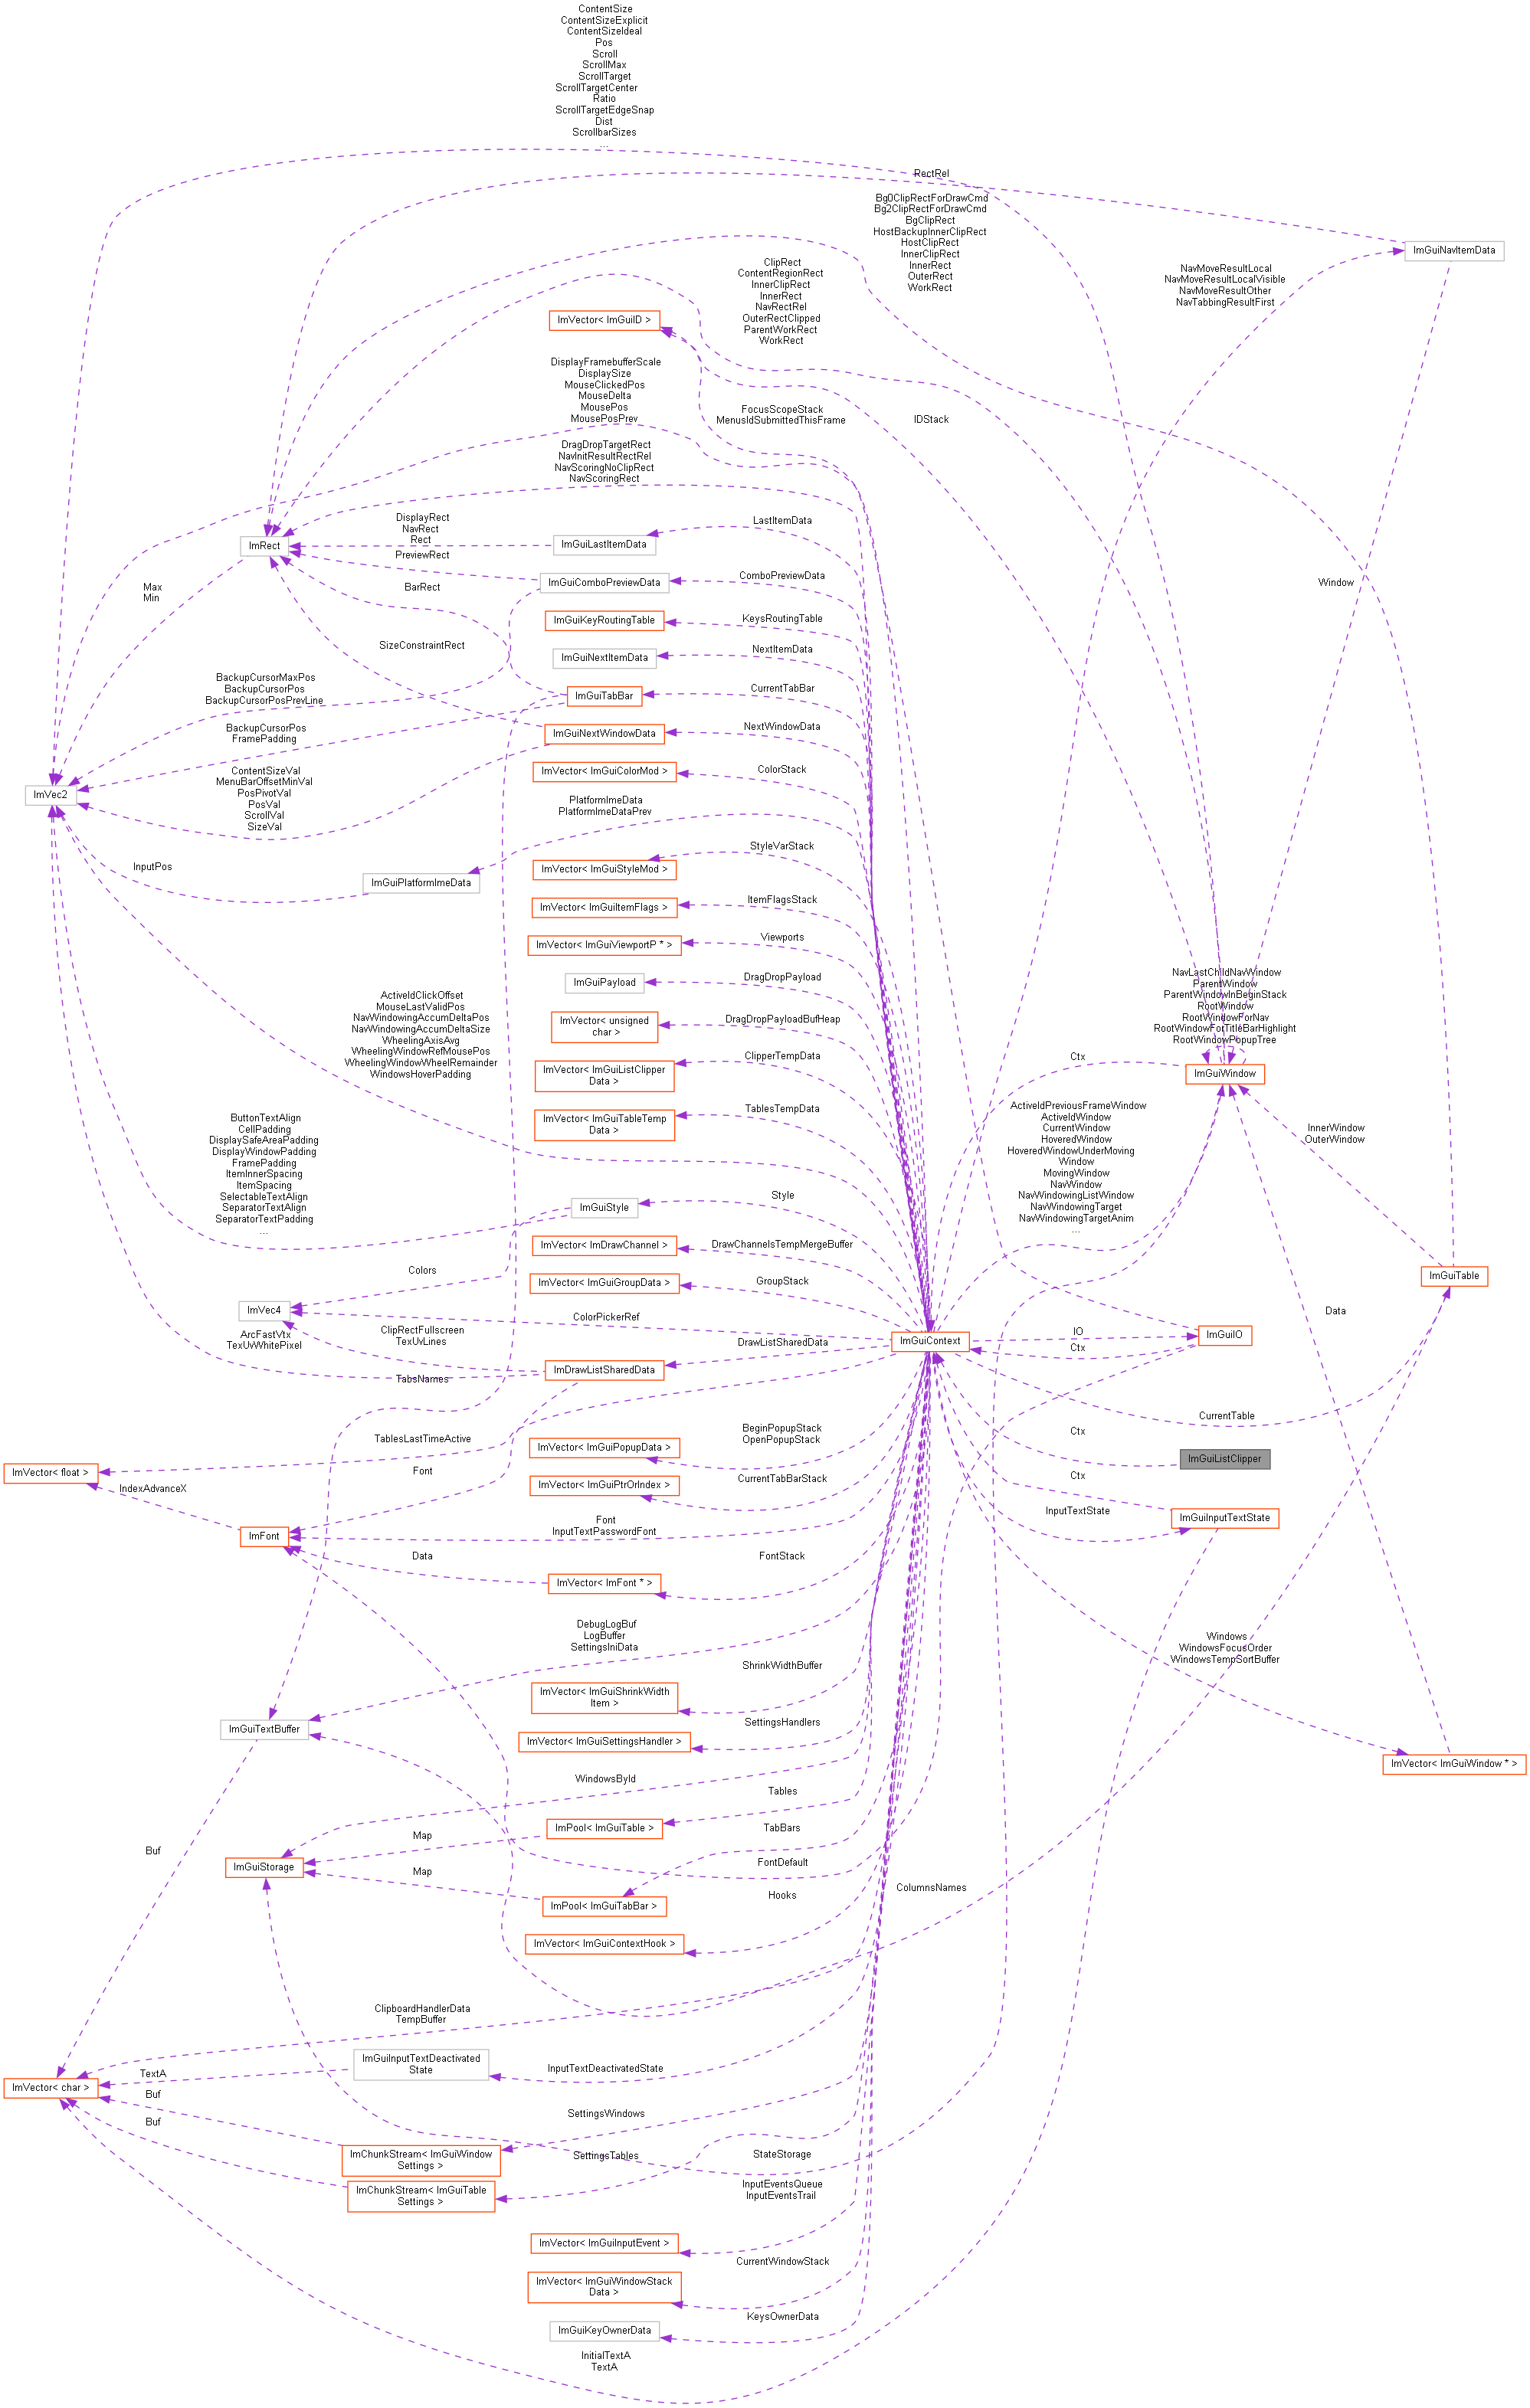 ContentSize
ContentSizeExplicit
ContentSizeIdeal
Pos
Scroll
ScrollMax
ScrollTarget
ScrollTargetCenter
Ratio
ScrollTargetEdgeSnap
Dist
ScrollbarSizes
...
RectRel
Bg0ClipRectForDrawCmd
Bg2ClipRectForDrawCmd
BgClipRect
HostBackupInnerClipRect
HostClipRect
InnerClipRect
InnerRect
OuterRect
WorkRect
ImGuiNavItemData
NavMoveResultLocal
NavMoveResultLocalVisible
NavMoveResultOther
NavTabbingResultFirst
ClipRect
ContentRegionRect
InnerClipRect
InnerRect
NavRectRel
OuterRectClipped
ParentWorkRect
WorkRect
ImVector< ImGuiID >
DisplayFramebufferScale
DisplaySize
MouseClickedPos
MouseDelta
MousePos
MousePosPrev
FocusScopeStack
MenusIdSubmittedThisFrame
IDStack
DragDropTargetRect
NavInitResultRectRel
NavScoringNoClipRect
NavScoringRect
LastItemData
DisplayRect
NavRect
Rect
ImRect
ImGuiLastItemData
PreviewRect
ComboPreviewData
ImGuiComboPreviewData
Window
Max
Min
BarRect
KeysRoutingTable
ImGuiKeyRoutingTable
SizeConstraintRect
NextItemData
ImGuiNextItemData
BackupCursorMaxPos
BackupCursorPos
BackupCursorPosPrevLine
CurrentTabBar
ImGuiTabBar
BackupCursorPos
FramePadding
NextWindowData
ImGuiNextWindowData
ContentSizeVal
MenuBarOffsetMinVal
PosPivotVal
PosVal
ScrollVal
SizeVal
ColorStack
ImVector< ImGuiColorMod >
ImVec2
PlatformImeData
PlatformImeDataPrev
StyleVarStack
InputPos
ImVector< ImGuiStyleMod >
ImGuiPlatformImeData
ItemFlagsStack
ImVector< ImGuiItemFlags >
Viewports
ImVector< ImGuiViewportP * >
DragDropPayload
ImGuiPayload
NavLastChildNavWindow
ParentWindow
ParentWindowInBeginStack
RootWindow
RootWindowForNav
RootWindowForTitleBarHighlight
RootWindowPopupTree
ActiveIdClickOffset
MouseLastValidPos
NavWindowingAccumDeltaPos
NavWindowingAccumDeltaSize
WheelingAxisAvg
WheelingWindowRefMousePos
WheelingWindowWheelRemainder
WindowsHoverPadding
DragDropPayloadBufHeap
ImVector< unsigned
char >
ClipperTempData
ImVector< ImGuiListClipper
Data >
Ctx
ImGuiWindow
TablesTempData
ImVector< ImGuiTableTemp
Data >
ActiveIdPreviousFrameWindow
ActiveIdWindow
CurrentWindow
HoveredWindow
HoveredWindowUnderMoving
Window
MovingWindow
NavWindow
NavWindowingListWindow
NavWindowingTarget
NavWindowingTargetAnim
...
InnerWindow
OuterWindow
ButtonTextAlign
CellPadding
DisplaySafeAreaPadding
DisplayWindowPadding
FramePadding
ItemInnerSpacing
ItemSpacing
SelectableTextAlign
SeparatorTextAlign
SeparatorTextPadding
...
Style
ImGuiStyle
DrawChannelsTempMergeBuffer
ImVector< ImDrawChannel >
Colors
GroupStack
ImVector< ImGuiGroupData >
ImGuiTable
ImVec4
ColorPickerRef
Data
ArcFastVtx
TexUvWhitePixel
ClipRectFullscreen
TexUvLines
DrawListSharedData
ImGuiContext
IO
Ctx
ImGuiIO
ImDrawListSharedData
TabsNames
CurrentTable
TablesLastTimeActive
BeginPopupStack
OpenPopupStack
Ctx
ImVector< ImGuiPopupData >
ImGuiListClipper
ImVector< float >
Font
CurrentTabBarStack
Ctx
IndexAdvanceX
ImVector< ImGuiPtrOrIndex >
InputTextState
ImGuiInputTextState
ImFont
Font
InputTextPasswordFont
Data
FontStack
ImVector< ImFont * >
DebugLogBuf
LogBuffer
SettingsIniData
Windows
WindowsFocusOrder
WindowsTempSortBuffer
ShrinkWidthBuffer
ImVector< ImGuiShrinkWidth
Item >
ImGuiTextBuffer
SettingsHandlers
ImVector< ImGuiSettingsHandler >
ImVector< ImGuiWindow * >
WindowsById
Tables
ImPool< ImGuiTable >
Map
TabBars
Buf
ImGuiStorage
FontDefault
Map
ColumnsNames
Hooks
ImPool< ImGuiTabBar >
ImVector< ImGuiContextHook >
ClipboardHandlerData
TempBuffer
ImGuiInputTextDeactivated
State
InputTextDeactivatedState
TextA
ImVector< char >
Buf
SettingsWindows
Buf
ImChunkStream< ImGuiWindow
Settings >
SettingsTables
StateStorage
ImChunkStream< ImGuiTable
Settings >
InputEventsQueue
InputEventsTrail
ImVector< ImGuiInputEvent >
CurrentWindowStack
ImVector< ImGuiWindowStack
Data >
KeysOwnerData
ImGuiKeyOwnerData
InitialTextA
TextA